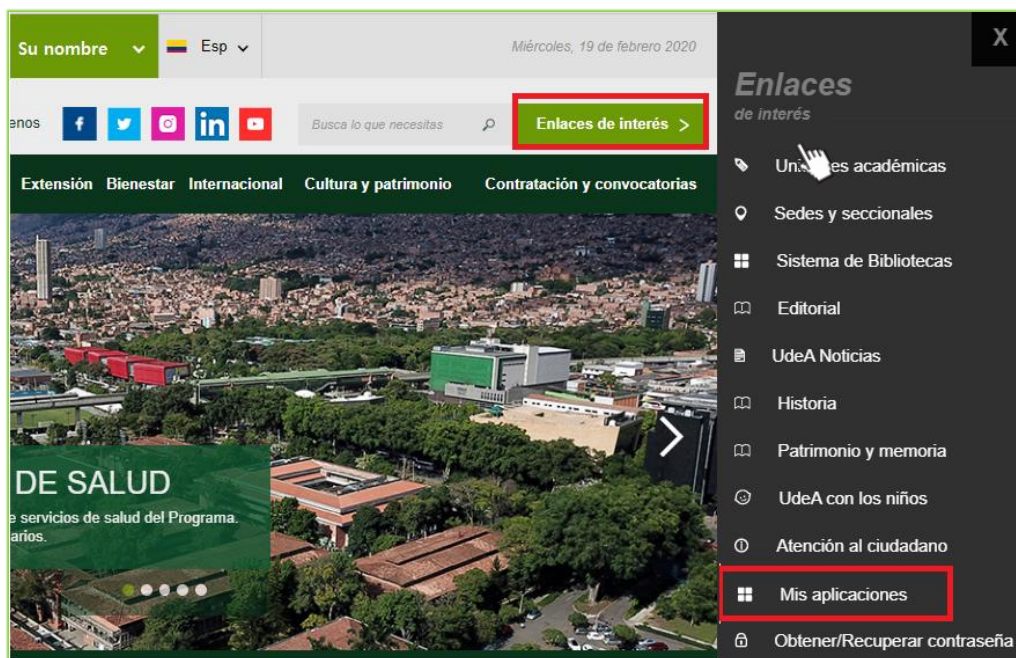 Su nombre
Esp
Miércoles, 19 de febrero 2020
X
Enlaces
de interés
enos
f
in
Busca lo que necesitas
Enlaces de interés >
Extensión Bienestar Internacional Cultura y patrimonio Contratación y convocatorias
académicas
Sedes y seccionales
Sistema de Bibliotecas
Editorial
UdeA Noticias
Historia
Patrimonio y memoria
UdeA con los niños
Atención al ciudadano
Mis aplicaciones
Obtener/Recuperar contraseña
DE SALUD
e servicios de salud del Programa.
arios.